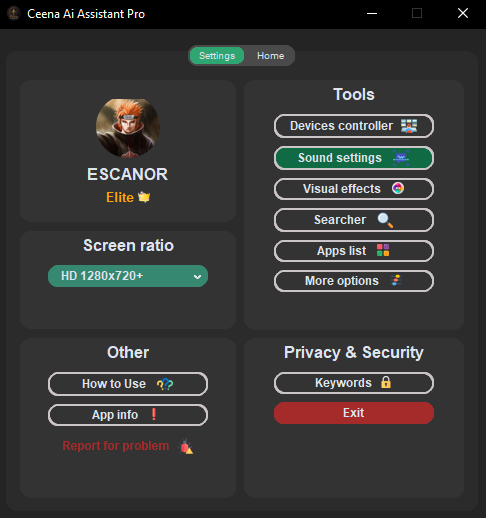 Ceena Ai Assistant Pro
Settings
Home
ESCANOR
Elite
Screen ratio
HD 1280x720+
Other
How to Use
App info
Report for problem
Tools
Devices controller
Sound settings
Visual effects
Searcher
Apps list
More options
Privacy & Security
Keywords
Exit